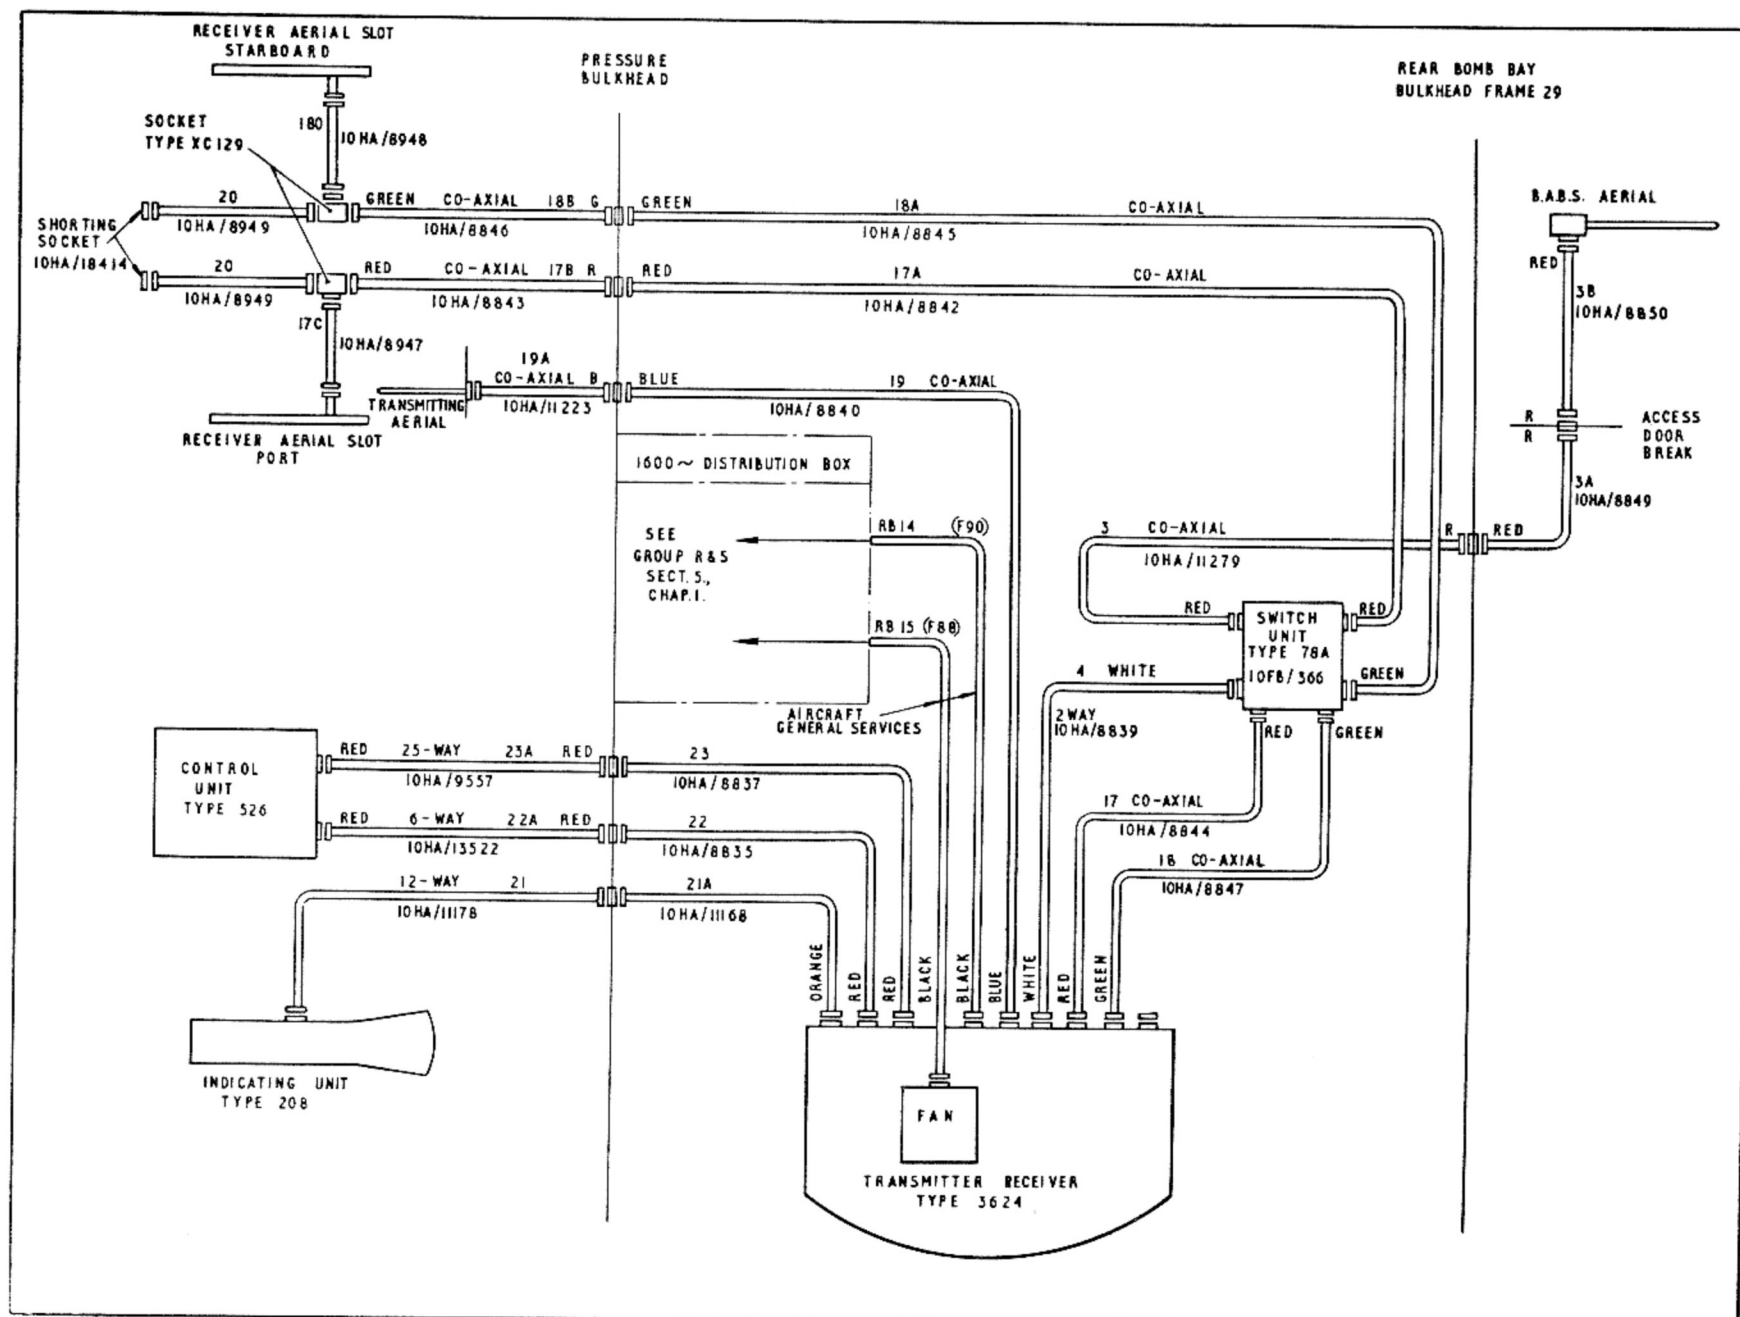 RECEIVER AERIAL SLOT
STARBOARD
PRESSURE
BULKHEAD
REAR BOMB BAY
BULKHEAD FRAME 29
SOCKET
TYPE XC129
180
10HA/8948
SHORTING
SOCKET
10HA/18414
20
10HA/8949
GREEN CO-AXIAL 18B G
10HA/8846
GREEN 18A CO-AXIAL
10HA/8845
B.A.B.S. AERIAL
RED
3B
10HA/8850
20
10HA/8949
RED CO-AXIAL 17B R
10HA/8843
RED 17A CO-AXIAL
10HA/8842
17C
10HA/8947
19A
CO-AXIAL B
10HA/11223
BLUE 19 CO-AXIAL
10HA/8840
TRANSMITTING
AERIAL
RECEIVER AERIAL SLOT
PORT
R
R
ACCESS
DOOR
BREAK
3A
10HA/8849
1600~ DISTRIBUTION BOX
SEE
GROUP R&S
SECT. 5.,
CHAP. 1.
RB14 (F90)
RB15 (F88)
AIRCRAFT
GENERAL SERVICES
3 CO-AXIAL R
10HA/11279
RED
RED
SWITCH
UNIT
TYPE 78A
10FB/366
RED
GREEN
4 WHITE
2 WAY
10HA/8839
RED
GREEN
17 CO-AXIAL
10HA/8844
18 CO-AXIAL
10HA/8847
CONTROL
UNIT
TYPE 526
RED 25-WAY 23A RED
10HA/9557
23
10HA/8837
RED 6-WAY 22A RED
10HA/13522
22
10HA/8835
12-WAY 21
10HA/11178
21A
10HA/11168
ORANGE
RED
RED
BLACK
BLACK
BLUE
WHITE
RED
GREEN
INDICATING UNIT
TYPE 208
FAN
TRANSMITTER RECEIVER
TYPE 3624